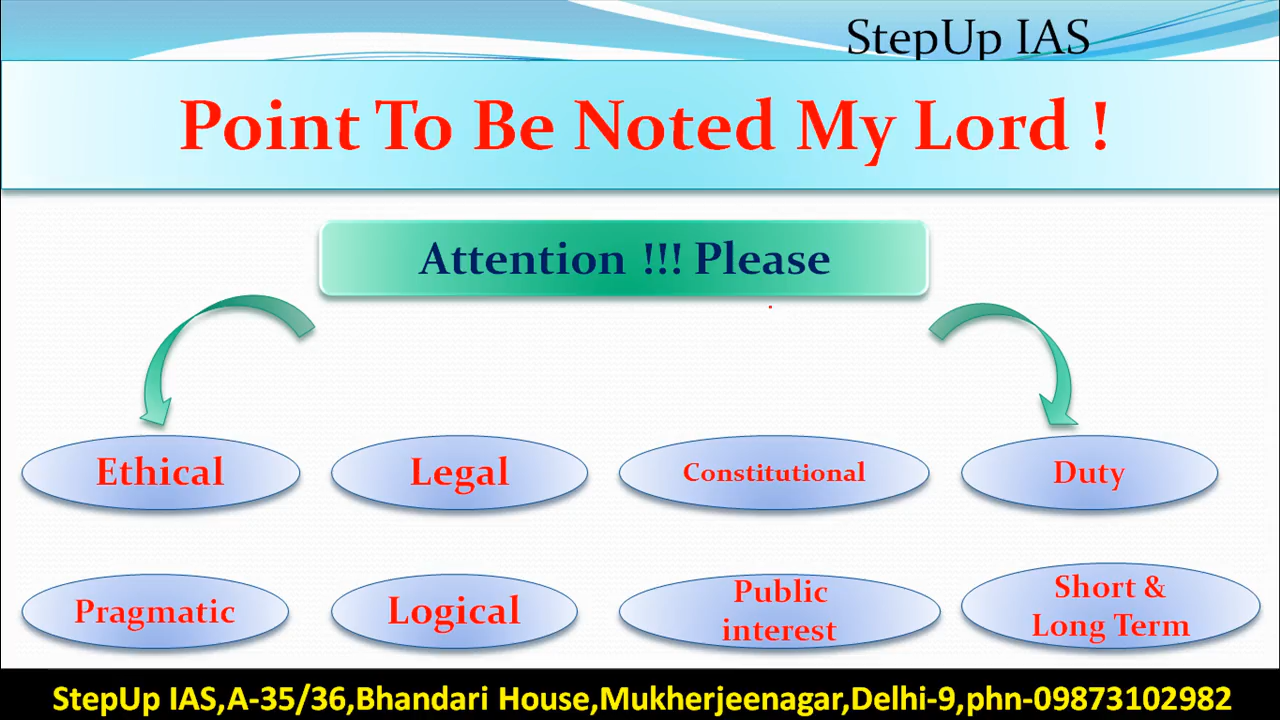 StepUp IAS
Point To Be Noted My Lord !
Attention !!! Please
Ethical
Legal
Constitutional
Duty
Pragmatic
Logical
Public
interest
Short &
Long Term
StepUp IAS,A-35/36,Bhandari House,Mukherjeenagar,Delhi-9,phn-09873102982